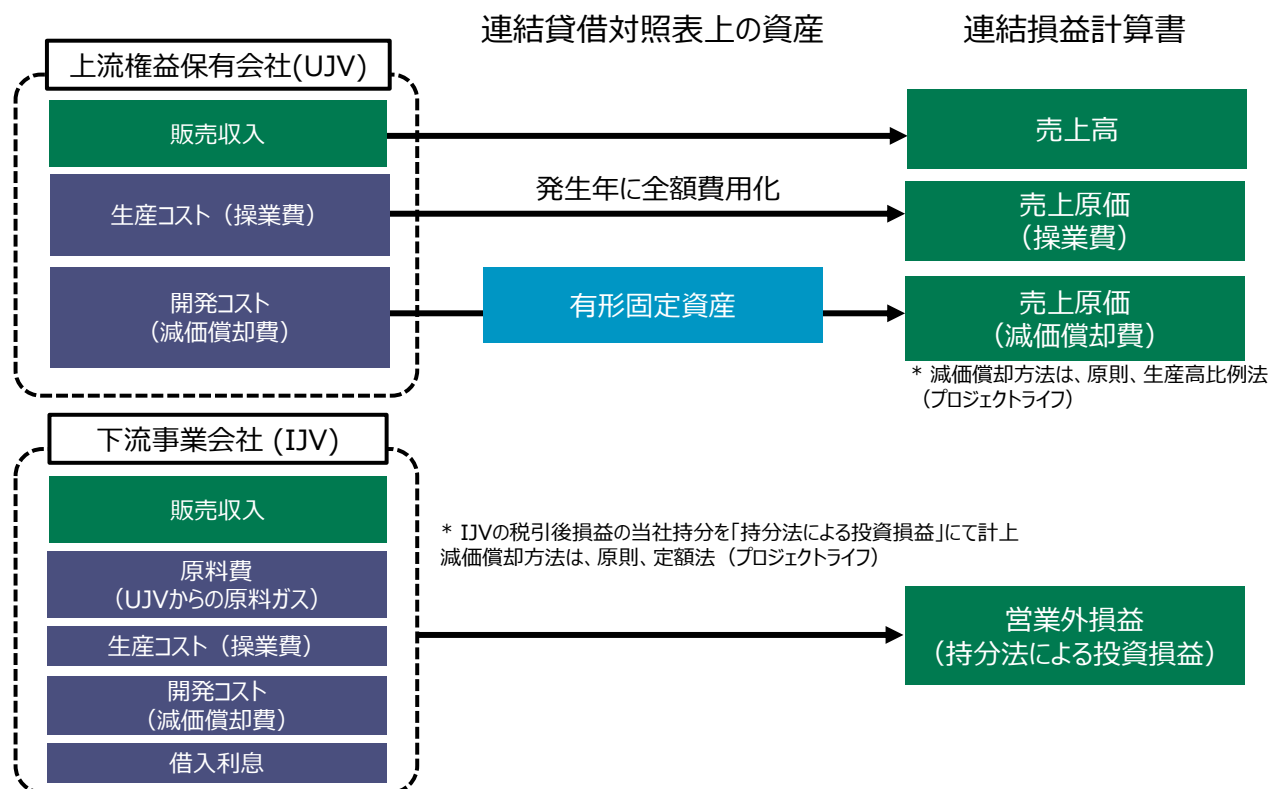 連結貸借対照表上の資産
連結損益計算書
上流権益保有会社(UJV)
販売収入
売上高
生産コスト（操業費）
発生年に全額費用化
売上原価
（操業費）
開発コスト
（減価償却費）
有形固定資産
売上原価
（減価償却費）
* 減価償却方法は、原則、生産高比例法
（プロジェクトライフ）
下流事業会社 (IJV)
販売収入
* IJVの税引後損益の当社持分を「持分法による投資損益」にて計上
減価償却方法は、原則、定額法（プロジェクトライフ）
原料費
（UJVからの原料ガス）
生産コスト（操業費）
開発コスト
（減価償却費）
借入利息
営業外損益
（持分法による投資損益）